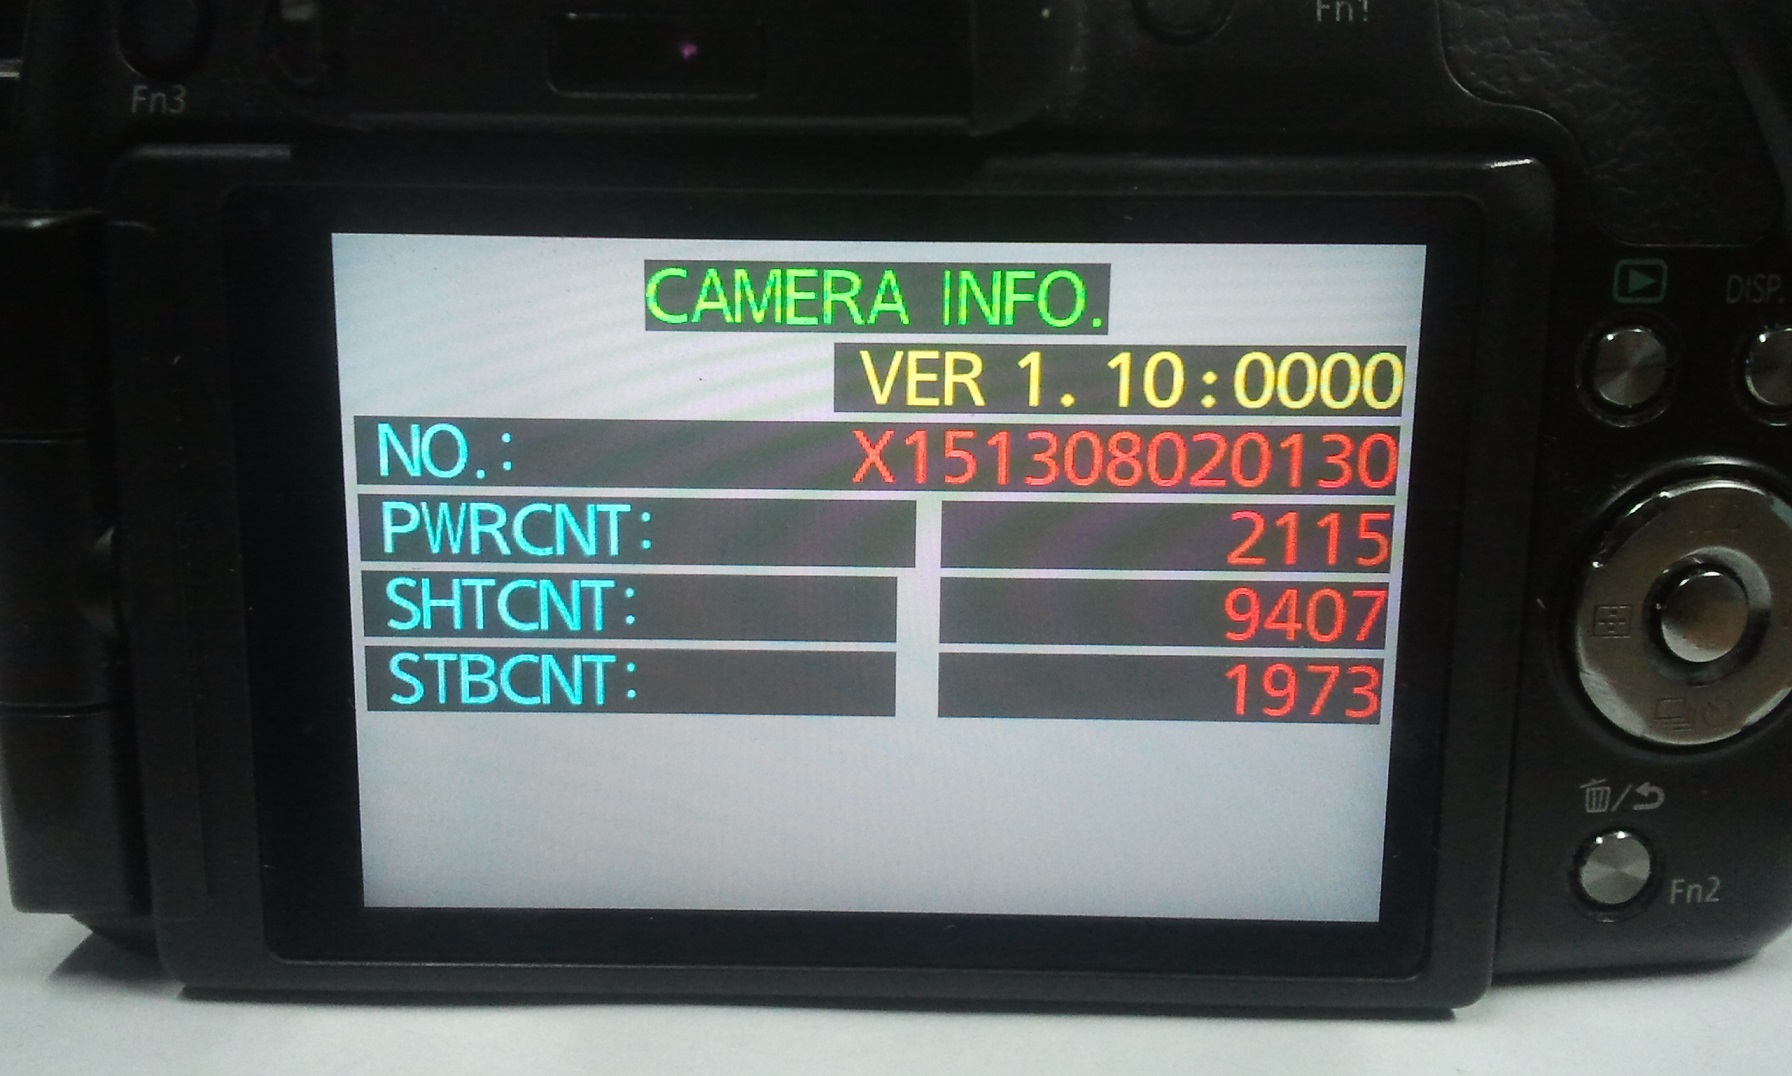 Fn1
Fn3
CAMERA INFO.
VER 1. 10:0000
NO.: X151308020130
PWRCNT: 2115
SHTCNT: 9407
STBCNT: 1973
DISP.
Fn2